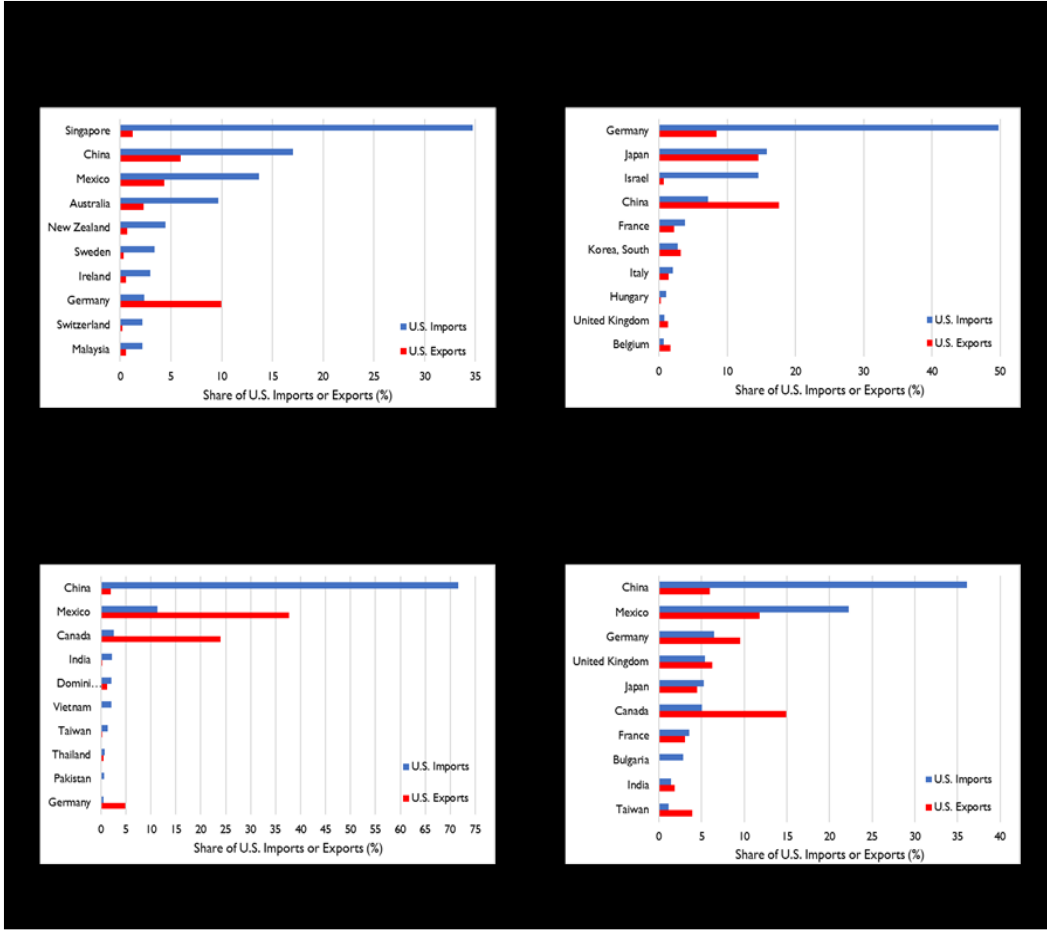 Singapore
China
Mexico
Australia
New Zealand
Sweden
Ireland
Germany
Switzerland
Malaysia
U.S. Imports
U.S. Exports
0 5 10 15 20 25 30 35
Share of U.S. Imports or Exports (%)
Germany
Japan
Israel
China
France
Korea, South
Italy
Hungary
United Kingdom
Belgium
U.S. Imports
U.S. Exports
0 10 20 30 40 50
Share of U.S. Imports or Exports (%)
China
Mexico
Canada
India
Domini...
Vietnam
Taiwan
Thailand
Pakistan
Germany
U.S. Imports
U.S. Exports
0 5 10 15 20 25 30 35 40 45 50 55 60 65 70 75
Share of U.S. Imports or Exports (%)
China
Mexico
Germany
United Kingdom
Japan
Canada
France
Bulgaria
India
Taiwan
U.S. Imports
U.S. Exports
0 5 10 15 20 25 30 35 40
Share of U.S. Imports or Exports (%)